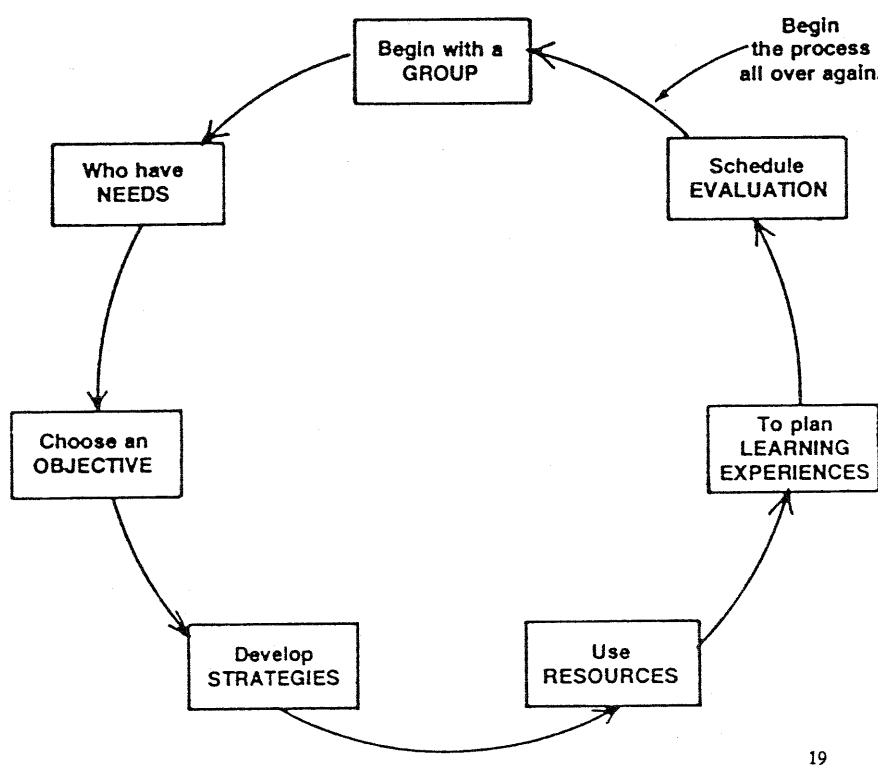 Begin with a
GROUP
Who have
NEEDS
Choose an
OBJECTIVE
Develop
STRATEGIES
Use
RESOURCES
To plan
LEARNING
EXPERIENCES
Schedule
EVALUATION
Begin
the process
all over again.
19